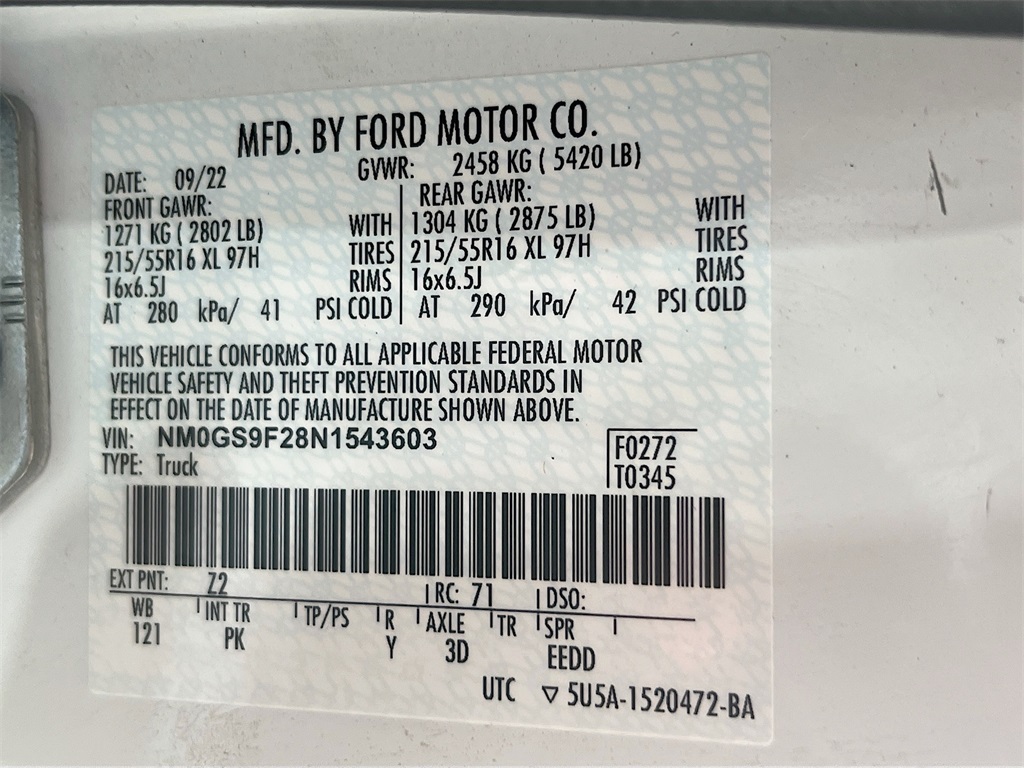 MFD. BY FORD MOTOR CO.
DATE: 09/22 GVWR: 2458 KG ( 5420 LB)
FRONT GAWR: REAR GAWR:
1271 KG ( 2802 LB) WITH 1304 KG ( 2875 LB) WITH
215/55R16 XL 97H TIRES 215/55R16 XL 97H TIRES
16x6.5J RIMS 16x6.5J RIMS
AT 280 kPa/ 41 PSI COLD AT 290 kPa/ 42 PSI COLD
THIS VEHICLE CONFORMS TO ALL APPLICABLE FEDERAL MOTOR
VEHICLE SAFETY AND THEFT PREVENTION STANDARDS IN
EFFECT ON THE DATE OF MANUFACTURE SHOWN ABOVE.
VIN: NM0GS9F28N1543603 F0272
TYPE: Truck T0345
EXT PNT: Z2 RC: 71 DSO:
WB INT TR TP/PS R AXLE TR SPR
121 PK Y 3D EEDD
UTC ▽ 5U5A-1520472-BA